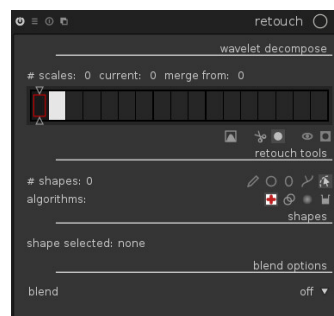 retouch
wavelet decompose
# scales: 0 current: 0 merge from: 0
retouch tools
# shapes: 0
algorithms:
shapes
shape selected: none
blend options
blend off